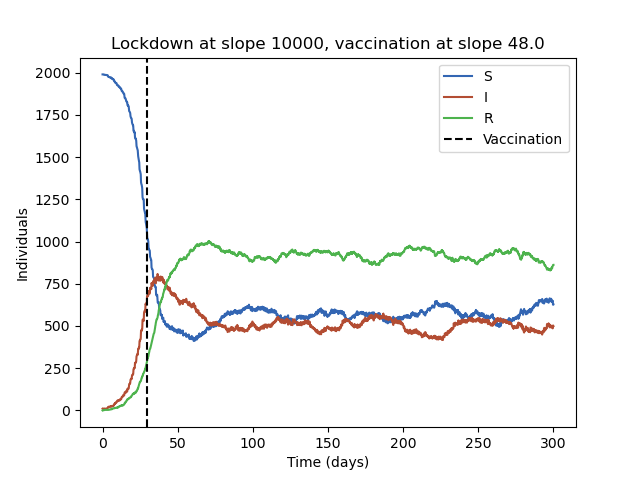 Lockdown at slope 10000, vaccination at slope 48.0
2000
1750
1500
1250
1000
750
500
250
0
Individuals
S
I
R
Vaccination
0 50 100 150 200 250 300
Time (days)